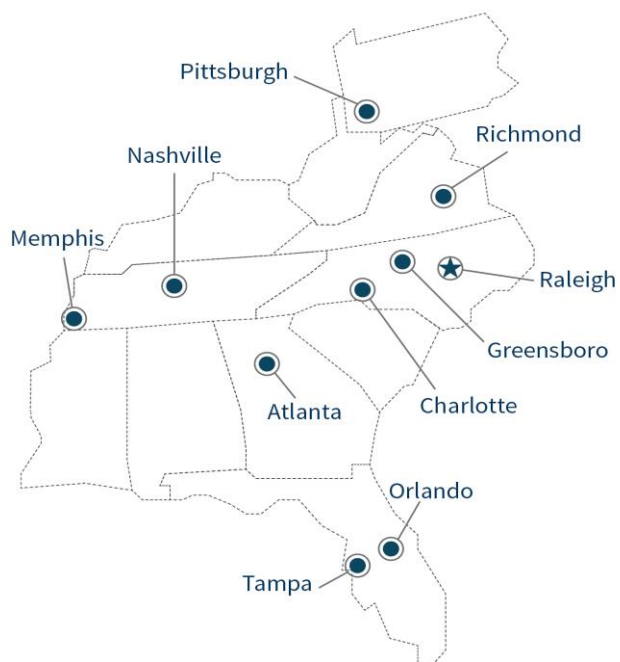 Pittsburgh
Richmond
Nashville
Memphis
Raleigh
Greensboro
Charlotte
Atlanta
Orlando
Tampa